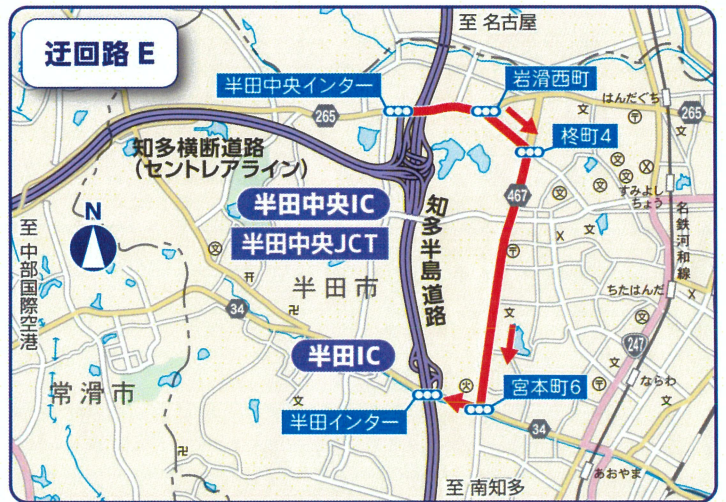 迂回路 E
至 名古屋
半田中央インター
岩滑西町
はんだぐち
265
265
柊町4
知多横断道路
(セントレアライン)
467
すみよし
ちょう
半田中央IC
半田中央JCT
N
至 中部国際空港
知多半島道路
名鉄河和線
半田市
ちたはんだ
34
247
半田IC
常滑市
宮本町6
ならわ
半田インター
34
あおやま
至 南知多